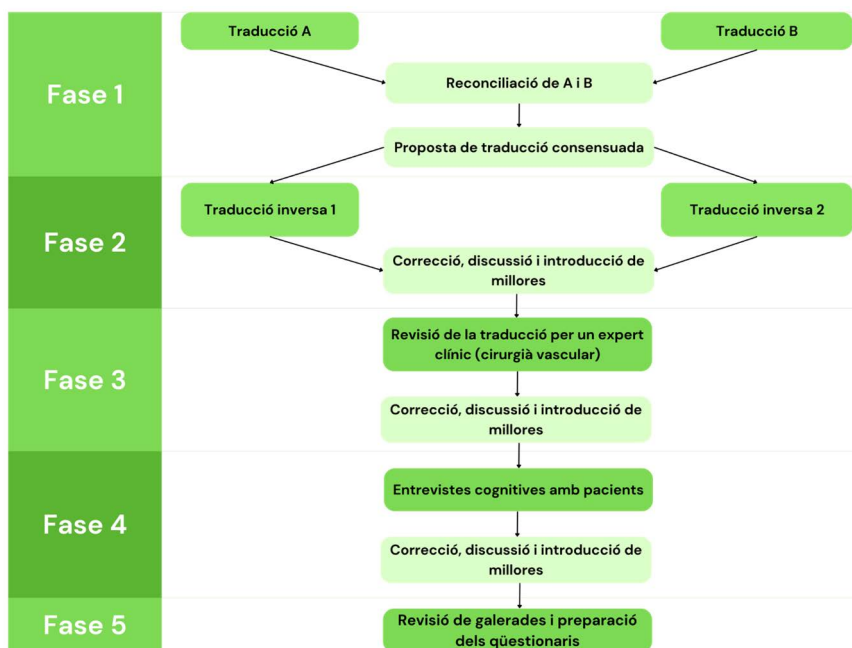 Fase 1
Traducció A
Traducció B
Reconciliació de A i B
Proposta de traducció consensuada
Fase 2
Traducció inversa 1
Traducció inversa 2
Correcció, discussió i introducció de
millores
Fase 3
Revisió de la traducció per un expert
clínic (cirurgià vascular)
Correcció, discussió i introducció de
millores
Fase 4
Entrevistes cognitives amb pacients
Correcció, discussió i introducció de
millores
Fase 5
Revisió de galerades i preparació
dels qüestionaris